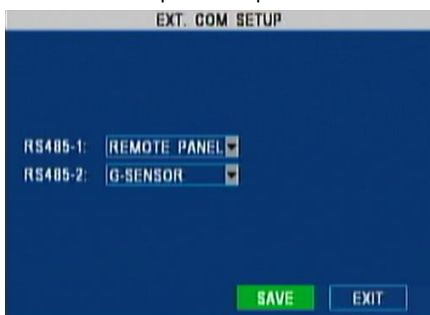 EXT. COM SETUP
RS485-1: REMOTE PANEL
RS485-2: G-SENSOR
SAVE EXIT